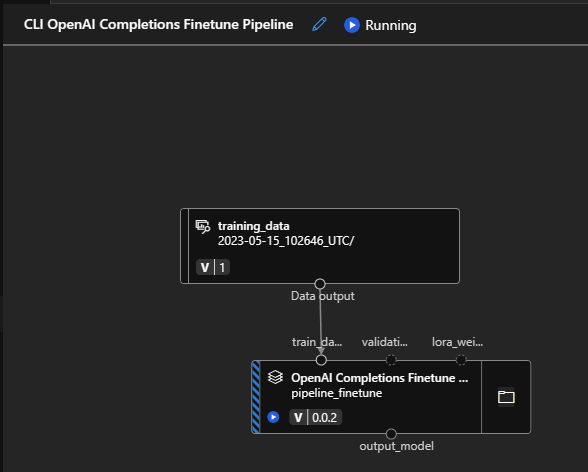 CLI OpenAI Completions Finetune Pipeline Running
training_data
2023-05-15_102646_UTC/
V 1
Data output
train_da... validati... lora_wei...
OpenAI Completions Finetune ...
pipeline_finetune
V 0.0.2
output_model